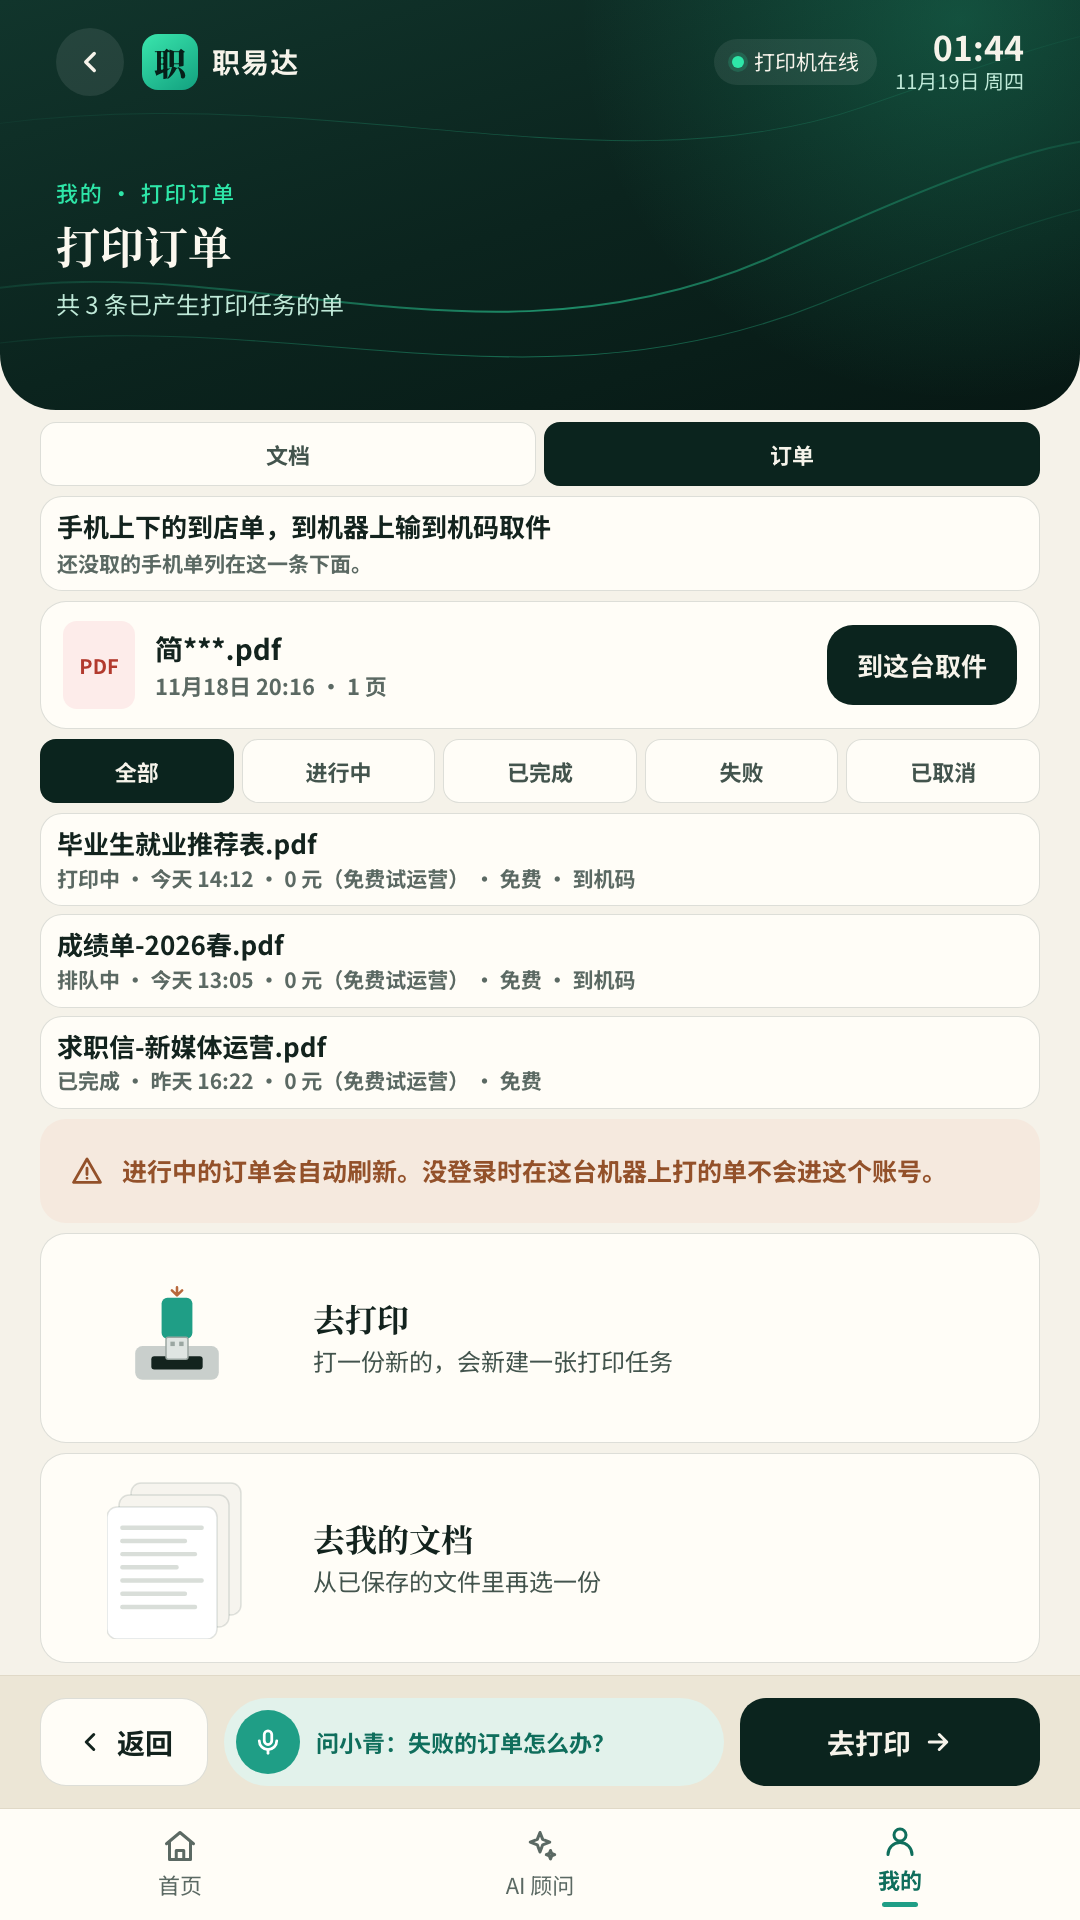 职 职易达
打印机在线
01:44
11月19日 周四
我的 · 打印订单
打印订单
共 3 条已产生打印任务的单
文档
订单
手机上下的到店单，到机器上输到机码取件
还没取的手机单列在这一条下面。
PDF
简***.pdf
11月18日 20:16 · 1 页
到这台取件
全部
进行中
已完成
失败
已取消
毕业生就业推荐表.pdf
打印中 · 今天 14:12 · 0 元（免费试运营） · 免费 · 到机码
成绩单-2026春.pdf
排队中 · 今天 13:05 · 0 元（免费试运营） · 免费 · 到机码
求职信-新媒体运营.pdf
已完成 · 昨天 16:22 · 0 元（免费试运营） · 免费
进行中的订单会自动刷新。没登录时在这台机器上打的单不会进这个账号。
去打印
打一份新的，会新建一张打印任务
去我的文档
从已保存的文件里再选一份
返回
问小青：失败的订单怎么办？
去打印
首页
AI 顾问
我的